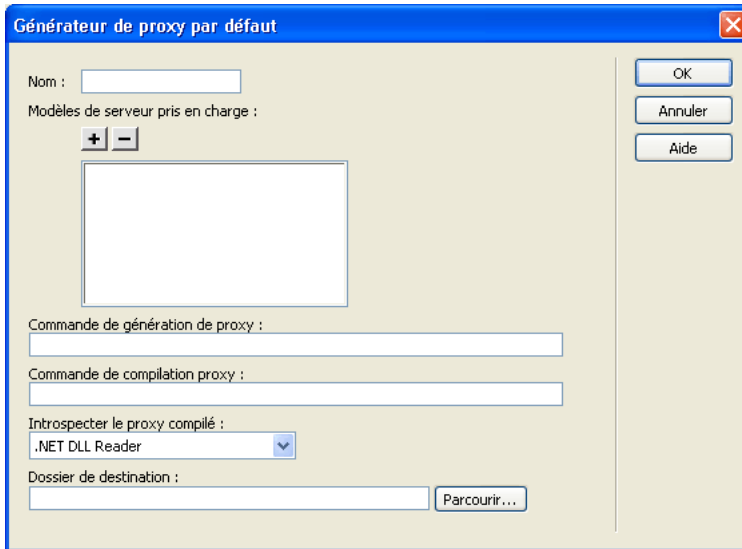 Générateur de proxy par défaut
Nom :
OK
Modèles de serveur pris en charge :
Annuler
Aide
Commande de génération de proxy :
Commande de compilation proxy :
Introspecter le proxy compilé :
.NET DLL Reader
Dossier de destination :
Parcourir...